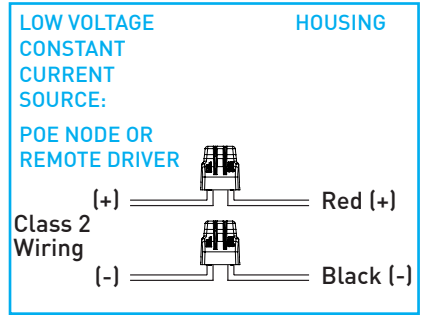 LOW VOLTAGE
CONSTANT
CURRENT
SOURCE:
HOUSING
POE NODE OR
REMOTE DRIVER
(+)
Red (+)
Class 2
Wiring
(-)
Black (-)